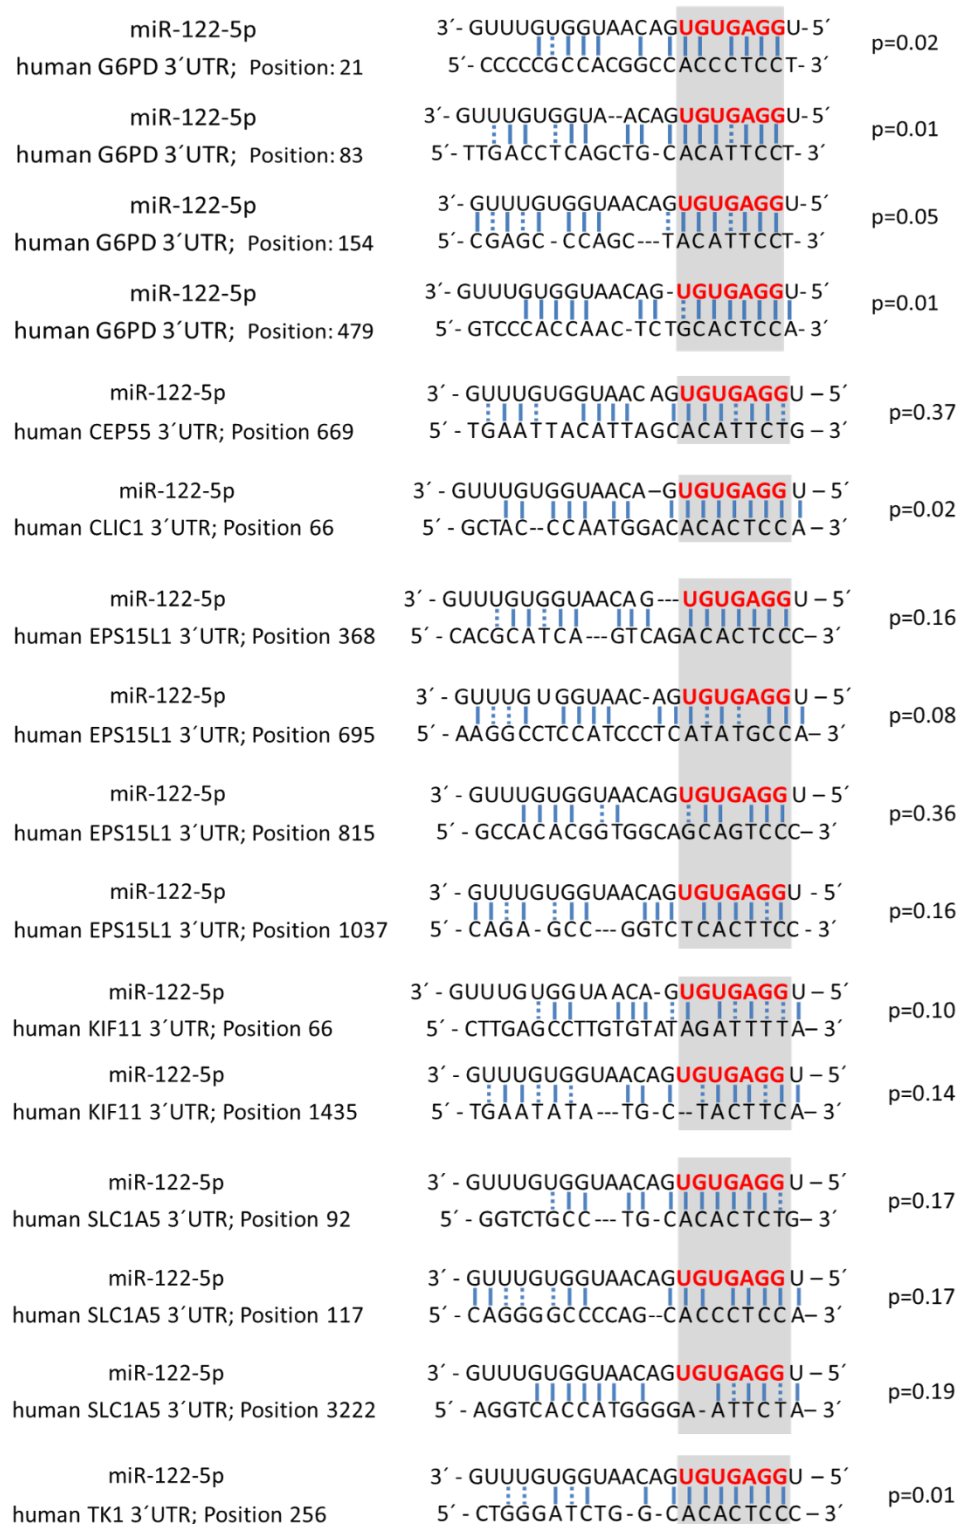 miR-122-5p 3´- GUUUGUGGUAACAGUGUGAGGU- 5´
human G6PD 3´UTR; Position: 21 5´- CCCCCGCCACGGCCACCCTCCT- 3´ p=0.02
miR-122-5p 3´- GUUUGUGGUA--ACAGUGUGAGGU- 5´
human G6PD 3´UTR; Position: 83 5´- TTGACCTCAGCTG-CACATTCCT- 3´ p=0.01
miR-122-5p 3´- GUUUGUGGUAACAGUGUGAGGU- 5´
human G6PD 3´UTR; Position: 154 5´- CGAGC-CCAGC---TACATTCCT- 3´ p=0.05
miR-122-5p 3´- GUUUGUGGUAACAG-UGUGAGGU- 5´
human G6PD 3´UTR; Position: 479 5´- GTCCCACCAAC-TCTGCACTCCA- 3´ p=0.01
miR-122-5p 3´ - GUUUGUGGUAAC AGUGUGAGGU – 5´
human CEP55 3´UTR; Position 669 5´ - TGAATTACATTAGCACATTCTG – 3´ p=0.37
miR-122-5p 3´ - GUUUGUGGUAACA–GUGUGAGG U – 5´
human CLIC1 3´UTR; Position 66 5´ - GCTAC--CCAATGGACACACTCCA – 3´ p=0.02
miR-122-5p 3´ - GUUUGUGGUAACAG---UGUGAGGU – 5´
human EPS15L1 3´UTR; Position 368 5´ - CACGCATCA---GTCAGACACTCCC– 3´ p=0.16
miR-122-5p 3´ - GUUUG U GGUAAC-AGUGUGAGGU – 5´
human EPS15L1 3´UTR; Position 695 5´ - AAGGCCTCCATCCCTCATATGCCA– 3´ p=0.08
miR-122-5p 3´ - GUUUGUGGUAACAGUGUGAGGU – 5´
human EPS15L1 3´UTR; Position 815 5´ - GCCACACGGTGGCAGCAGTCCC– 3´ p=0.36
miR-122-5p 3´ - GUUUGUGGUAACAGUGUGAGGU - 5´
human EPS15L1 3´UTR; Position 1037 5´ - CAGA - GCC---GGTCTCACTTCC - 3´ p=0.16
miR-122-5p 3´ - GUUUGUGGUA ACA-GUGUGAGGU– 5´
human KIF11 3´UTR; Position 66 5´ - CTTGAGCCTTGTGTATAGATTTTA– 3´ p=0.10
miR-122-5p 3´ - GUUUGUGGUAACAGUGUGAGG U – 5´
human KIF11 3´UTR; Position 1435 5´ - TGAATATA---TG-C--TACTTCA– 3´ p=0.14
miR-122-5p 3´ - GUUUGUGGUAACAGUGUGAGG U – 5´
human SLC1A5 3´UTR; Position 92 5´ - GGTCTGCC---TG-CACACTCTG– 3´ p=0.17
miR-122-5p 3´ - GUUUGUGGUAACAGUGUGAGG U – 5´
human SLC1A5 3´UTR; Position 117 5´ - CAGGGGCCCCAG--CACCCTCCA– 3´ p=0.17
miR-122-5p 3´ - GUUUGUGGUAACAGUGUGAGGU – 5´
human SLC1A5 3´UTR; Position 3222 5´ - AGGTCACCATGGGGA-ATTCTA– 3´ p=0.19
miR-122-5p 3´ - GUUUGUGGUAACAGUGUGAGGU – 5´
human TK1 3´UTR; Position 256 5´ - CTGGGATCTG-G-CACACTCCC – 3´ p=0.01